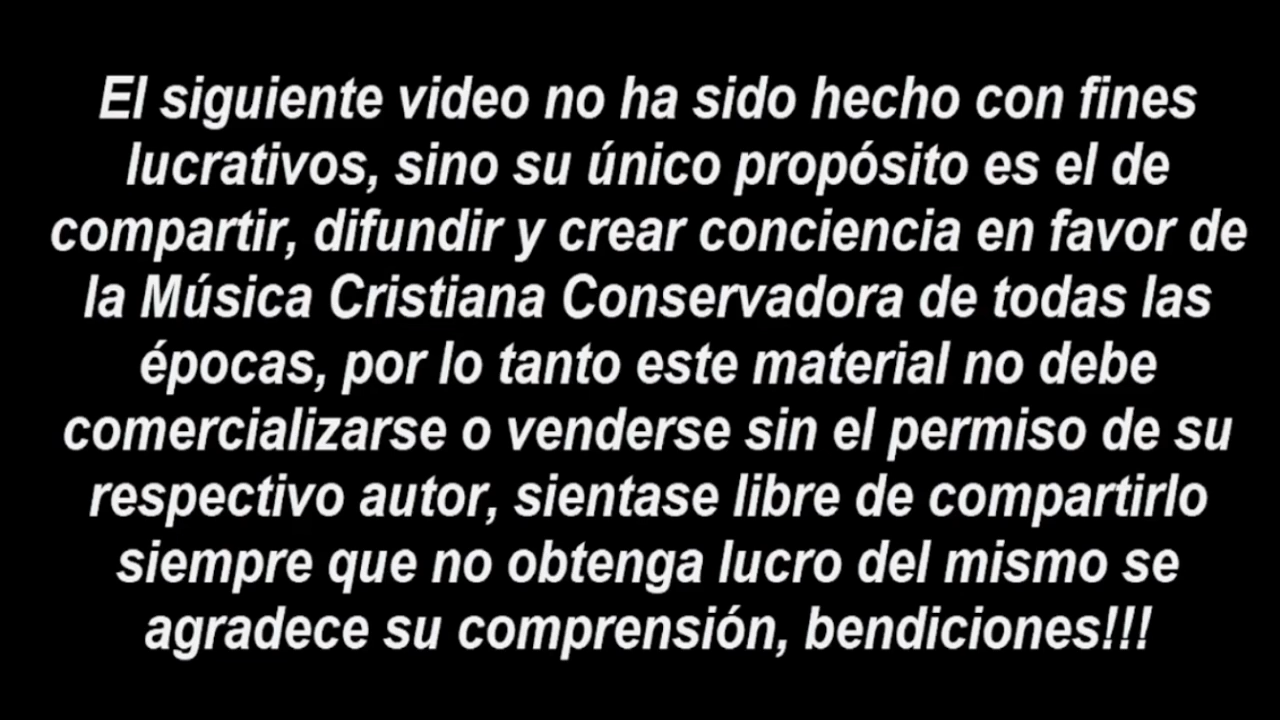 El siguiente video no ha sido hecho con fines
lucrativos, sino su único propósito es el de
compartir, difundir y crear conciencia en favor de
la Música Cristiana Conservadora de todas las
épocas, por lo tanto este material no debe
comercializarse o venderse sin el permiso de su
respectivo autor, sientase libre de compartirlo
siempre que no obtenga lucro del mismo se
agradece su comprensión, bendiciones!!!